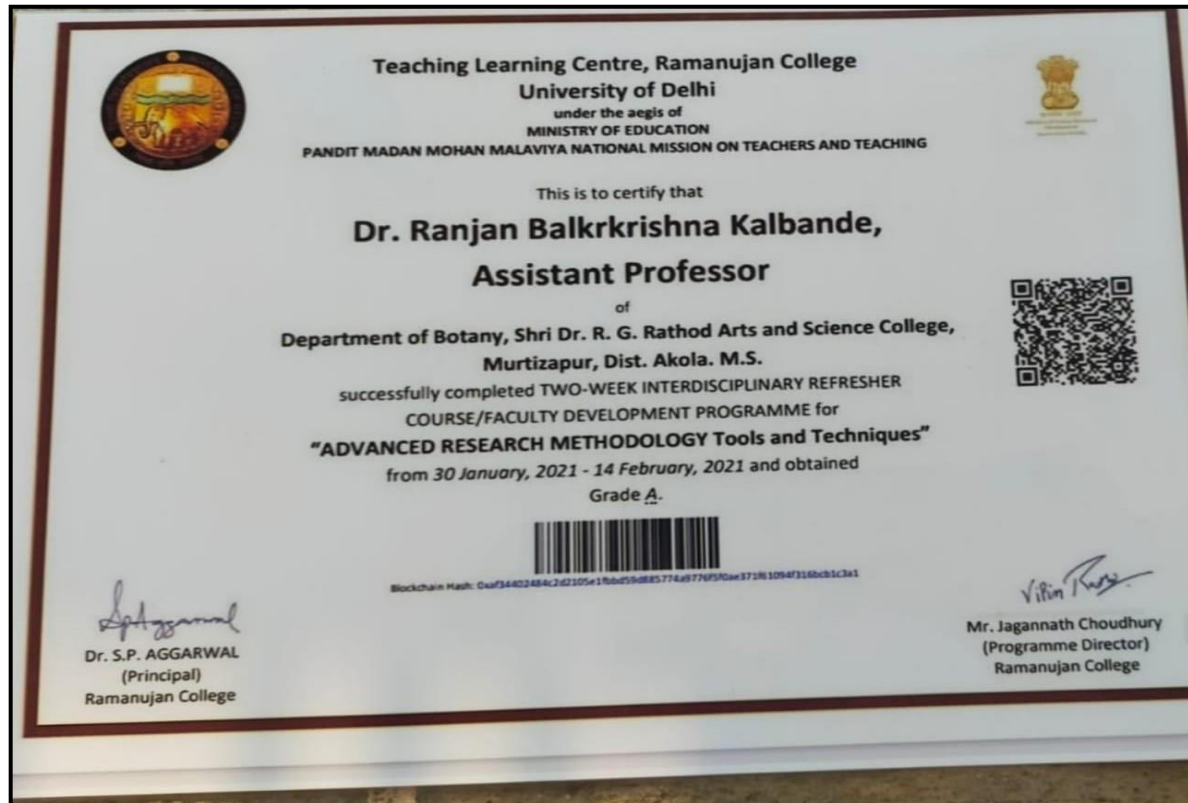 Teaching Learning Centre, Ramanujan College
University of Delhi
under the aegis of
MINISTRY OF EDUCATION
PANDIT MADAN MOHAN MALAVIYA NATIONAL MISSION ON TEACHERS AND TEACHING
This is to certify that
Dr. Ranjan Balkrkrishna Kalbande,
Assistant Professor
of
Department of Botany, Shri Dr. R. G. Rathod Arts and Science College,
Murtizapur, Dist. Akola. M.S.
successfully completed TWO-WEEK INTERDISCIPLINARY REFRESHER
COURSE/FACULTY DEVELOPMENT PROGRAMME for
"ADVANCED RESEARCH METHODOLOGY Tools and Techniques"
from 30 January, 2021 - 14 February, 2021 and obtained
Grade A.
Blockchain Hash:
SpAggarwal
Dr. S.P. AGGARWAL
(Principal)
Ramanujan College
Vipin
Mr. Jagannath Choudhury
(Programme Director)
Ramanujan College